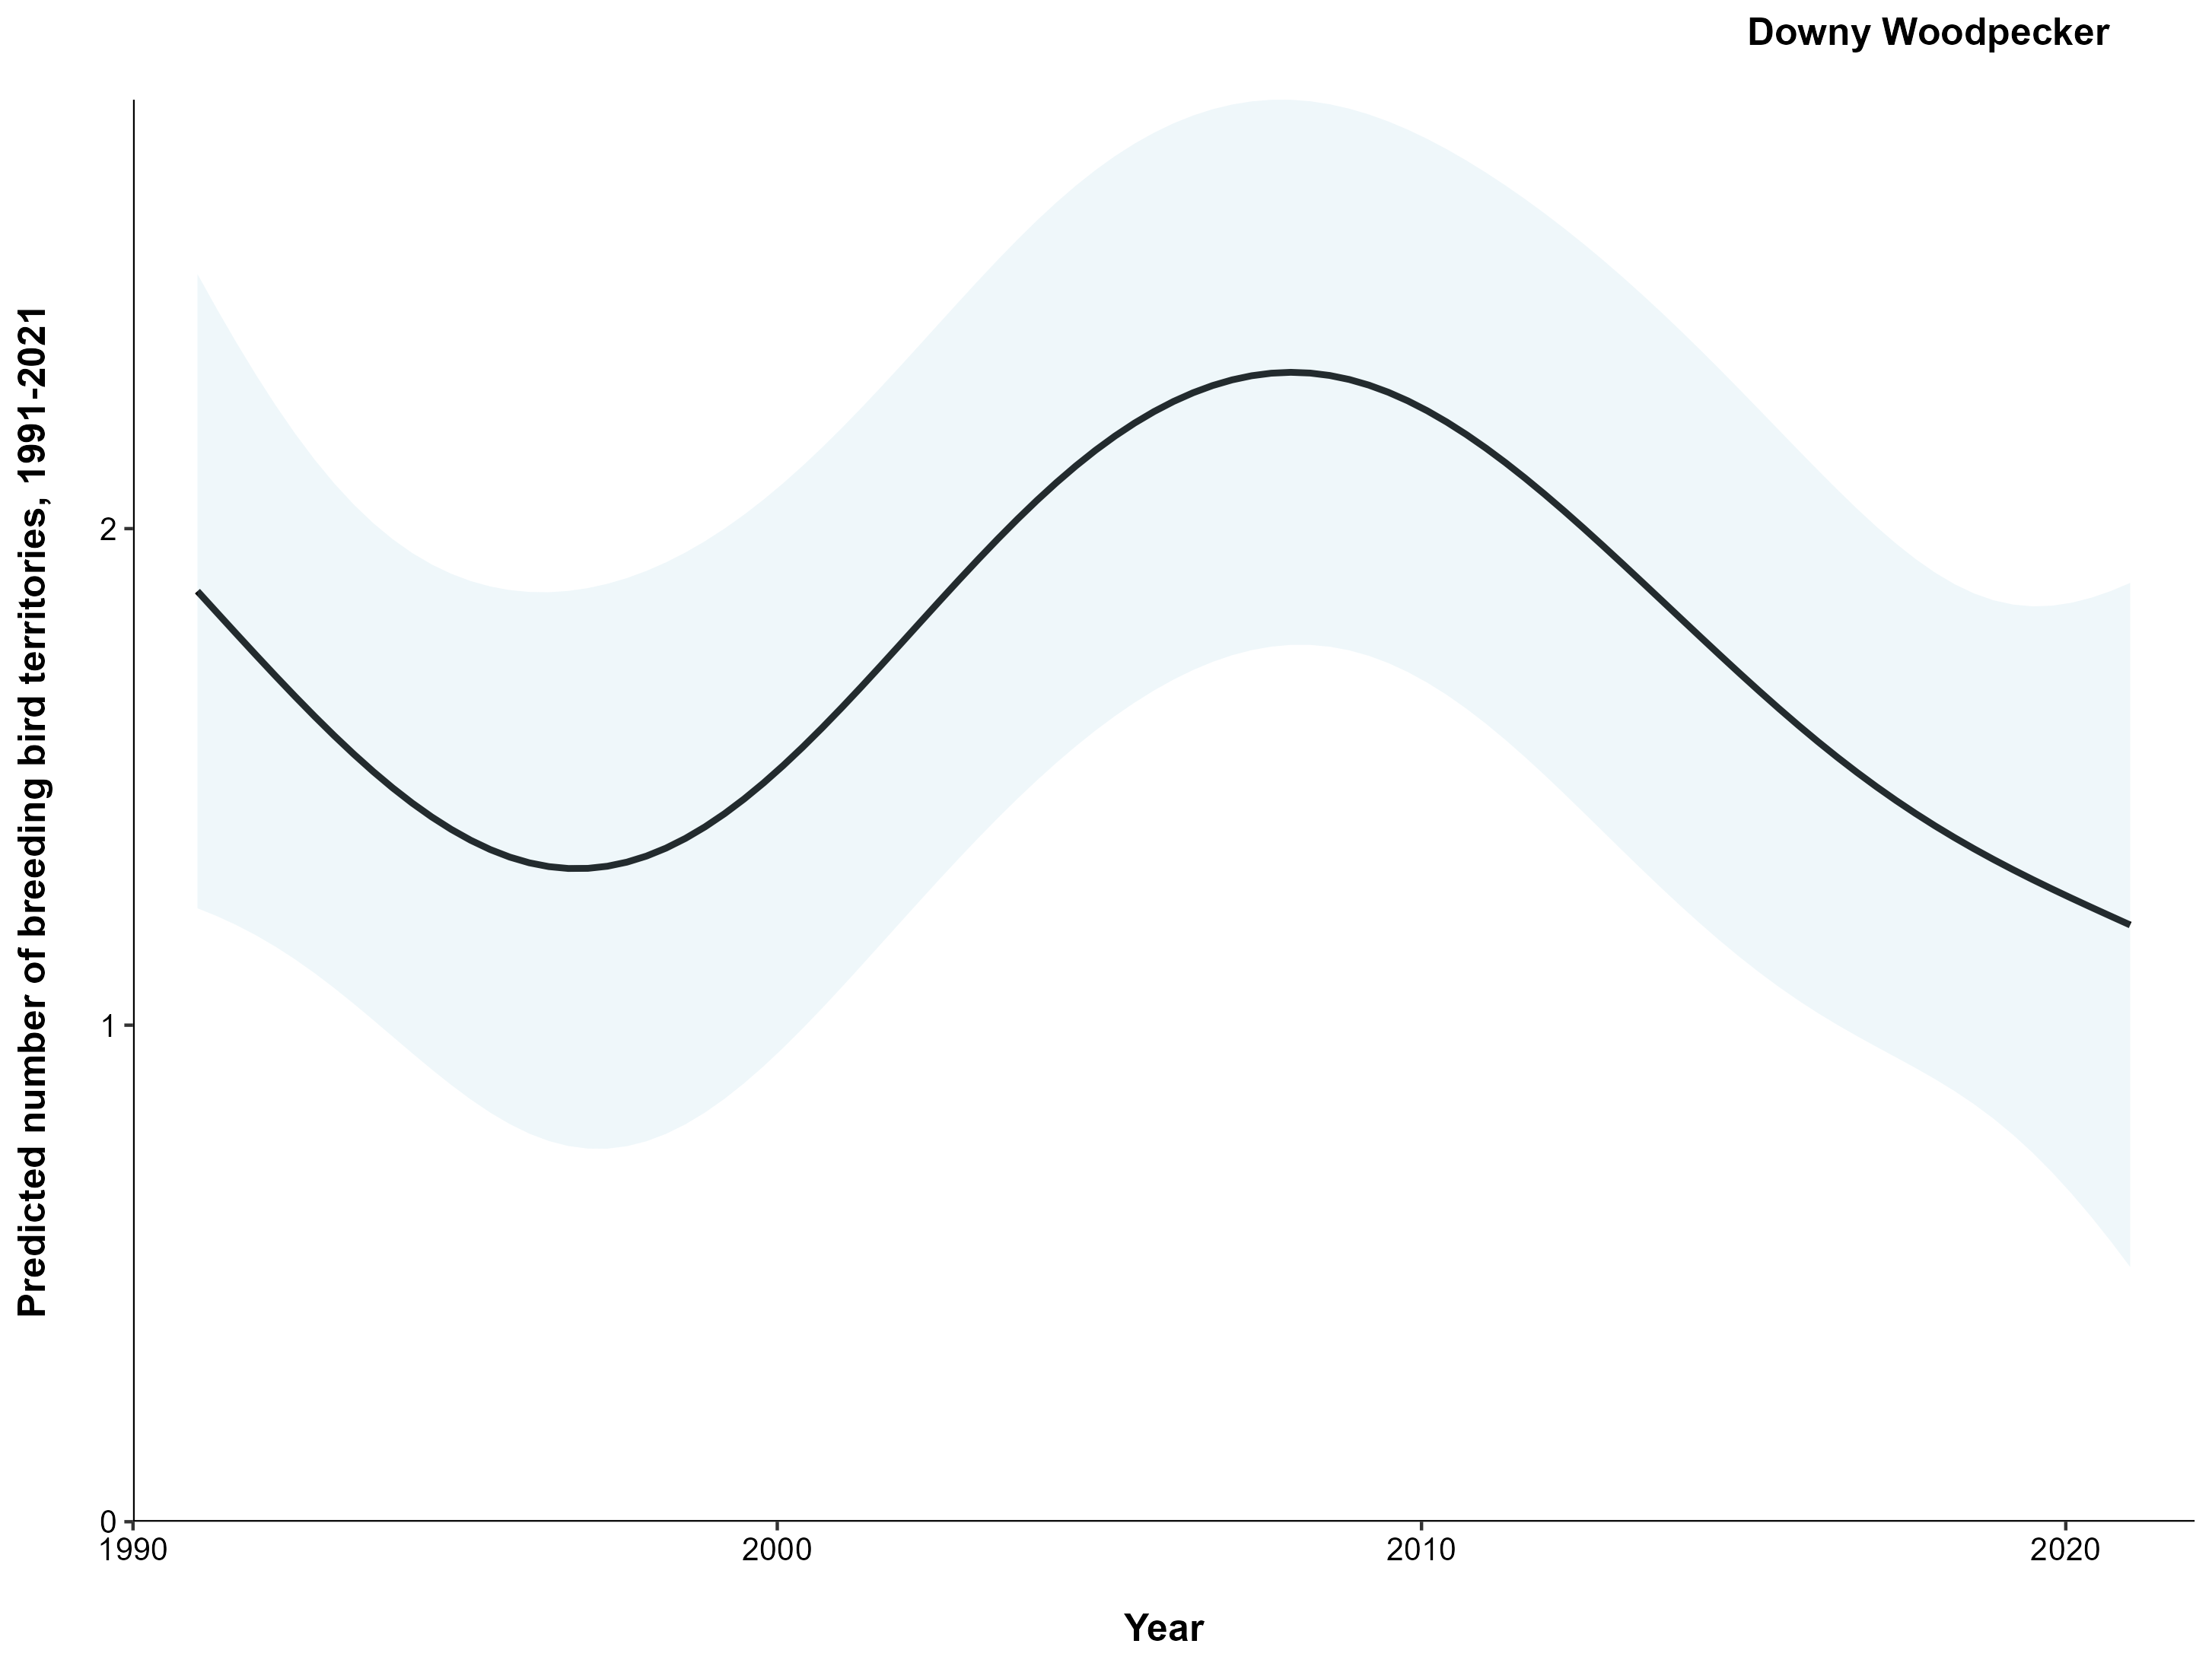 Downy Woodpecker
Predicted number of breeding bird territories, 1991-2021
2
1
0
1990
2000
2010
2020
Year